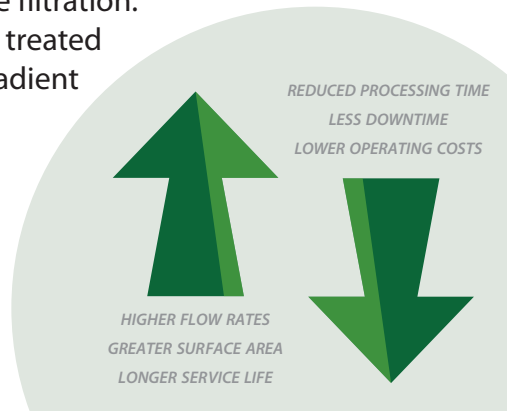 filtration.
treated
REDUCED PROCESSING TIME
LESS DOWNTIME
LOWER OPERATING COSTS
HIGHER FLOW RATES
GREATER SURFACE AREA
LONGER SERVICE LIFE